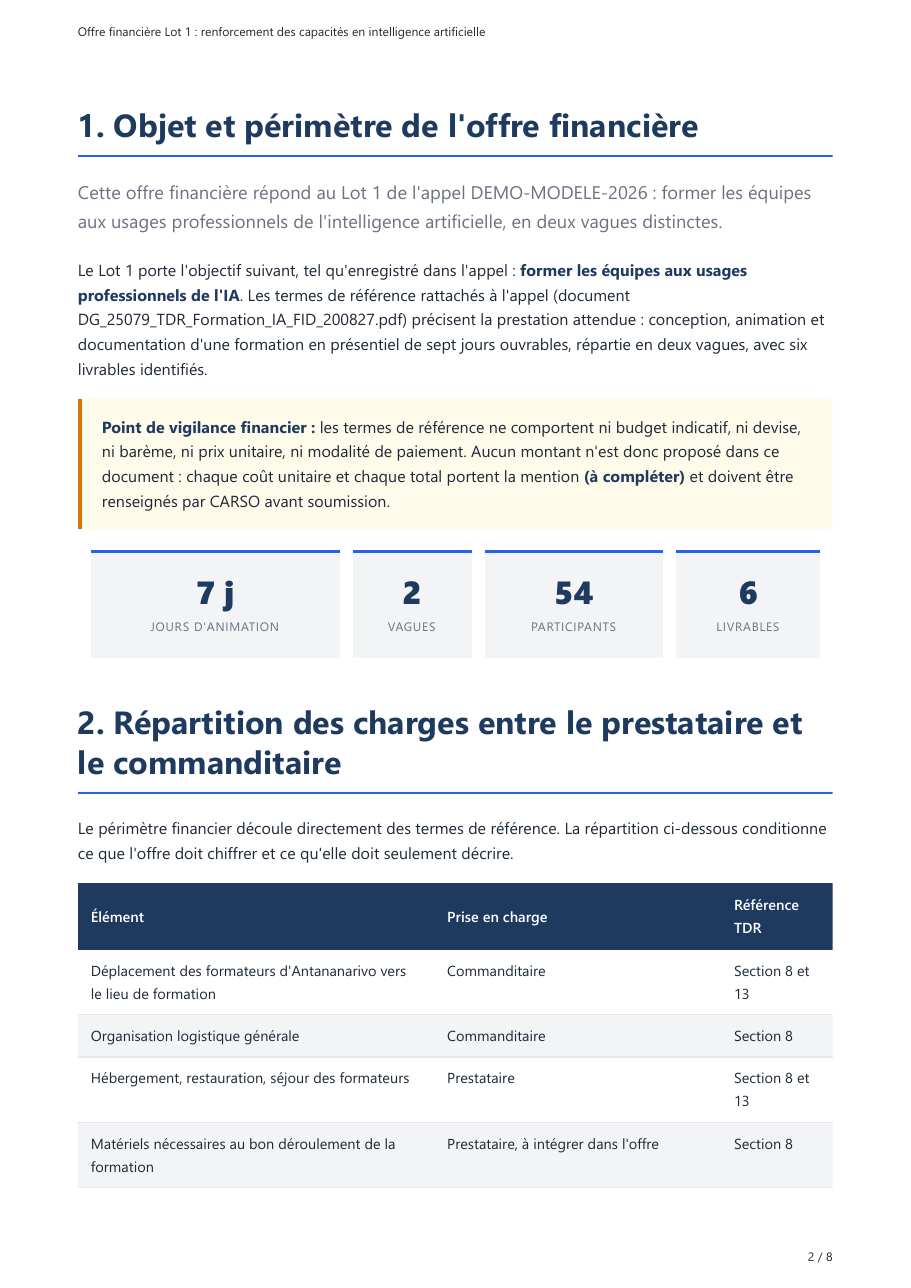 Offre financière Lot 1 : renforcement des capacités en intelligence artificielle
1. Objet et périmètre de l'offre financière
Cette offre financière répond au Lot 1 de l'appel DEMO-MODELE-2026 : former les équipes
aux usages professionnels de l'intelligence artificielle, en deux vagues distinctes.
Le Lot 1 porte l'objectif suivant, tel qu'enregistré dans l'appel : former les équipes aux usages
professionnels de l'IA. Les termes de référence rattachés à l'appel (document
DG_25079_TDR_Formation_IA_FID_200827.pdf) précisent la prestation attendue : conception, animation et
documentation d'une formation en présentiel de sept jours ouvrables, répartie en deux vagues, avec six
livrables identifiés.
Point de vigilance financier : les termes de référence ne comportent ni budget indicatif, ni devise,
ni barème, ni prix unitaire, ni modalité de paiement. Aucun montant n'est donc proposé dans ce
document : chaque coût unitaire et chaque total portent la mention (à compléter) et doivent être
renseignés par CARSO avant soumission.
7 j
JOURS D'ANIMATION
2
VAGUES
54
PARTICIPANTS
6
LIVRABLES
2. Répartition des charges entre le prestataire et
le commanditaire
Le périmètre financier découle directement des termes de référence. La répartition ci-dessous conditionne
ce que l'offre doit chiffrer et ce qu'elle doit seulement décrire.
Élément
Prise en charge
Référence
TDR
Déplacement des formateurs d'Antananarivo vers
le lieu de formation
Commanditaire
Section 8 et
13
Organisation logistique générale
Commanditaire
Section 8
Hébergement, restauration, séjour des formateurs
Prestataire
Section 8 et
13
Matériels nécessaires au bon déroulement de la
formation
Prestataire, à intégrer dans l'offre
Section 8
2 / 8